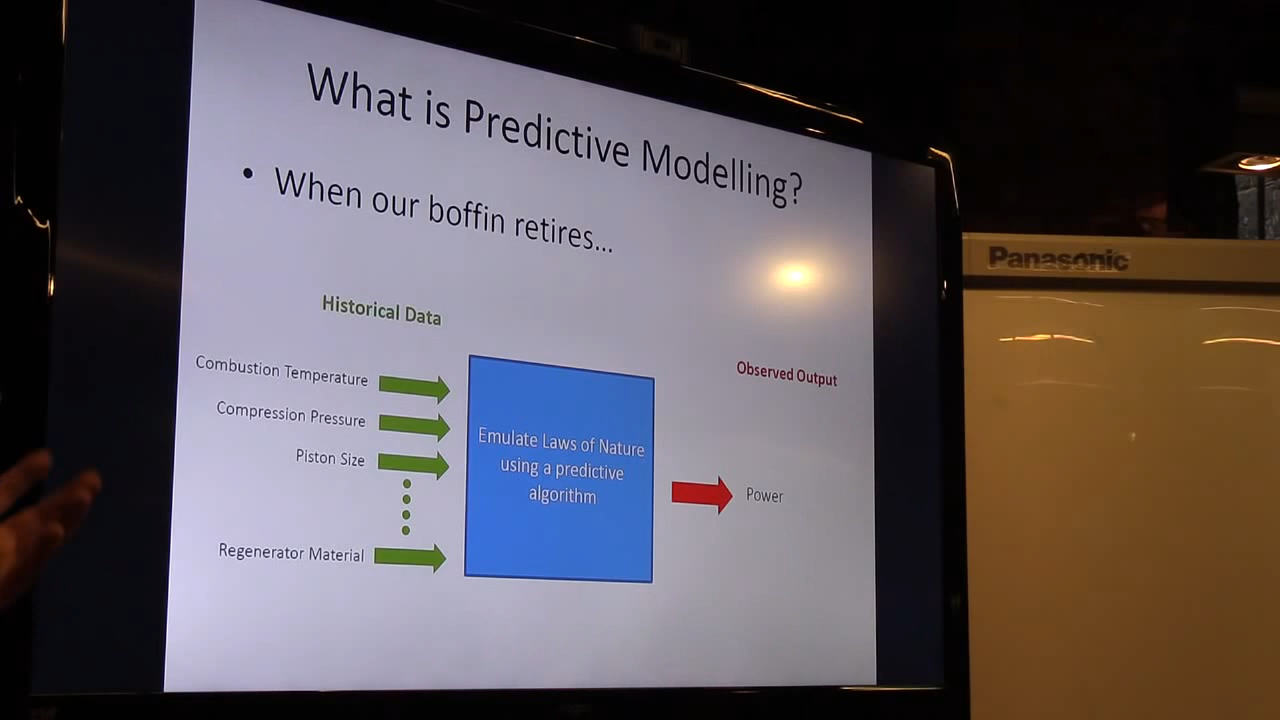 What is Predictive Modelling?
• When our boffin retires...
Historical Data
Observed Output
Combustion Temperature
Compression Pressure
Piston Size
Regenerator Material
Emulate Laws of Nature
using a predictive
algorithm
Power
Panasonic